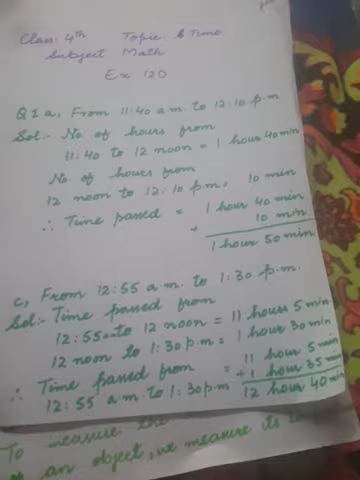 Class: 4th Topic: Time
Subject Math
Ex 120
Q1 a, From 11:40 a.m. to 12:10 p.m
Sol:- No. of hours from
11:40 to 12 noon = 1 hour 40 min
No. of hours from
12 noon to 12:10 p.m. 10 min
∴ Time passed = 1 hour 40 min
+ 10 min
1 hour 50 min
c, From 12:55 a.m. to 1:30 p.m.
Sol:- Time passed from
12:55 to 12 noon = 11 hours 5 min
12 noon to 1:30 p.m = 1 hour 30 min
∴ Time passed from = 11 hour 5 min
12:55 a.m to 1:30 p.m + 1 hour 35 min
12 hour 40 min
To measure the
an object, we measure its